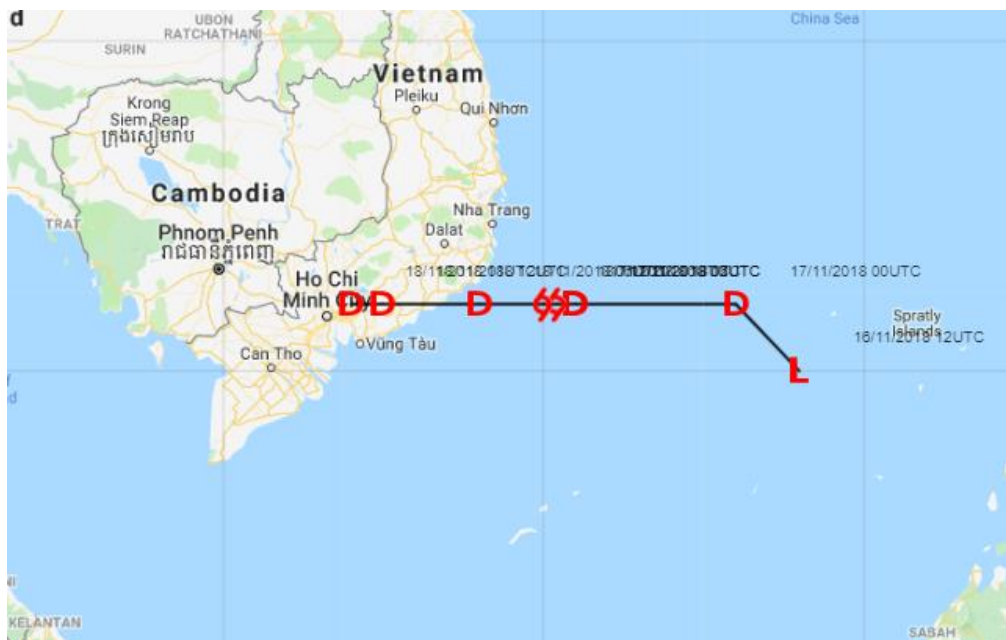 d
China Sea
UBON
RATCHATHANI
SURIN
Vietnam
Pleiku
Qui Nhơn
Krong
Siem Reap
ក្រុងសៀមរាប
Cambodia
TRAT
Nha Trang
Phnom Penh
រាជធានីភ្នំពេញ
Dalat
17/11/2018 00UTC
Ho Chi
Minh City
D D D D D
Spratly
Islands
16/11/2018 12UTC
Vũng Tàu
Can Tho
L
d
KELANTAN
SABAH